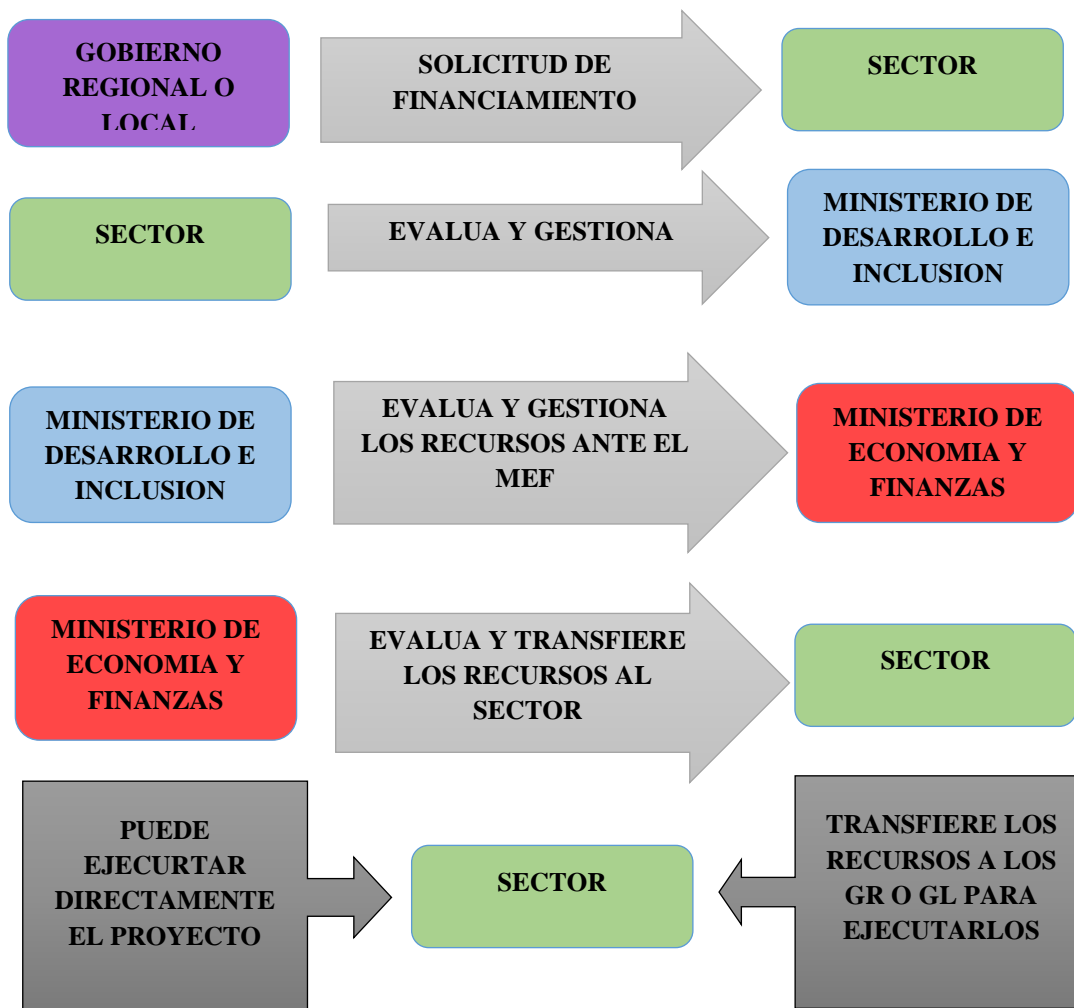 GOBIERNO
REGIONAL O
LOCAL
SOLICITUD DE
FINANCIAMIENTO
SECTOR
SECTOR
EVALUA Y GESTIONA
MINISTERIO DE
DESARROLLO E
INCLUSION
MINISTERIO DE
DESARROLLO E
INCLUSION
EVALUA Y GESTIONA
LOS RECURSOS ANTE EL
MEF
MINISTERIO DE
ECONOMIA Y
FINANZAS
MINISTERIO DE
ECONOMIA Y
FINANZAS
EVALUA Y TRANSFIERE
LOS RECURSOS AL
SECTOR
SECTOR
PUEDE
EJECURTAR
DIRECTAMENTE
EL PROYECTO
SECTOR
TRANSFIERE LOS
RECURSOS A LOS
GR O GL PARA
EJECUTARLOS